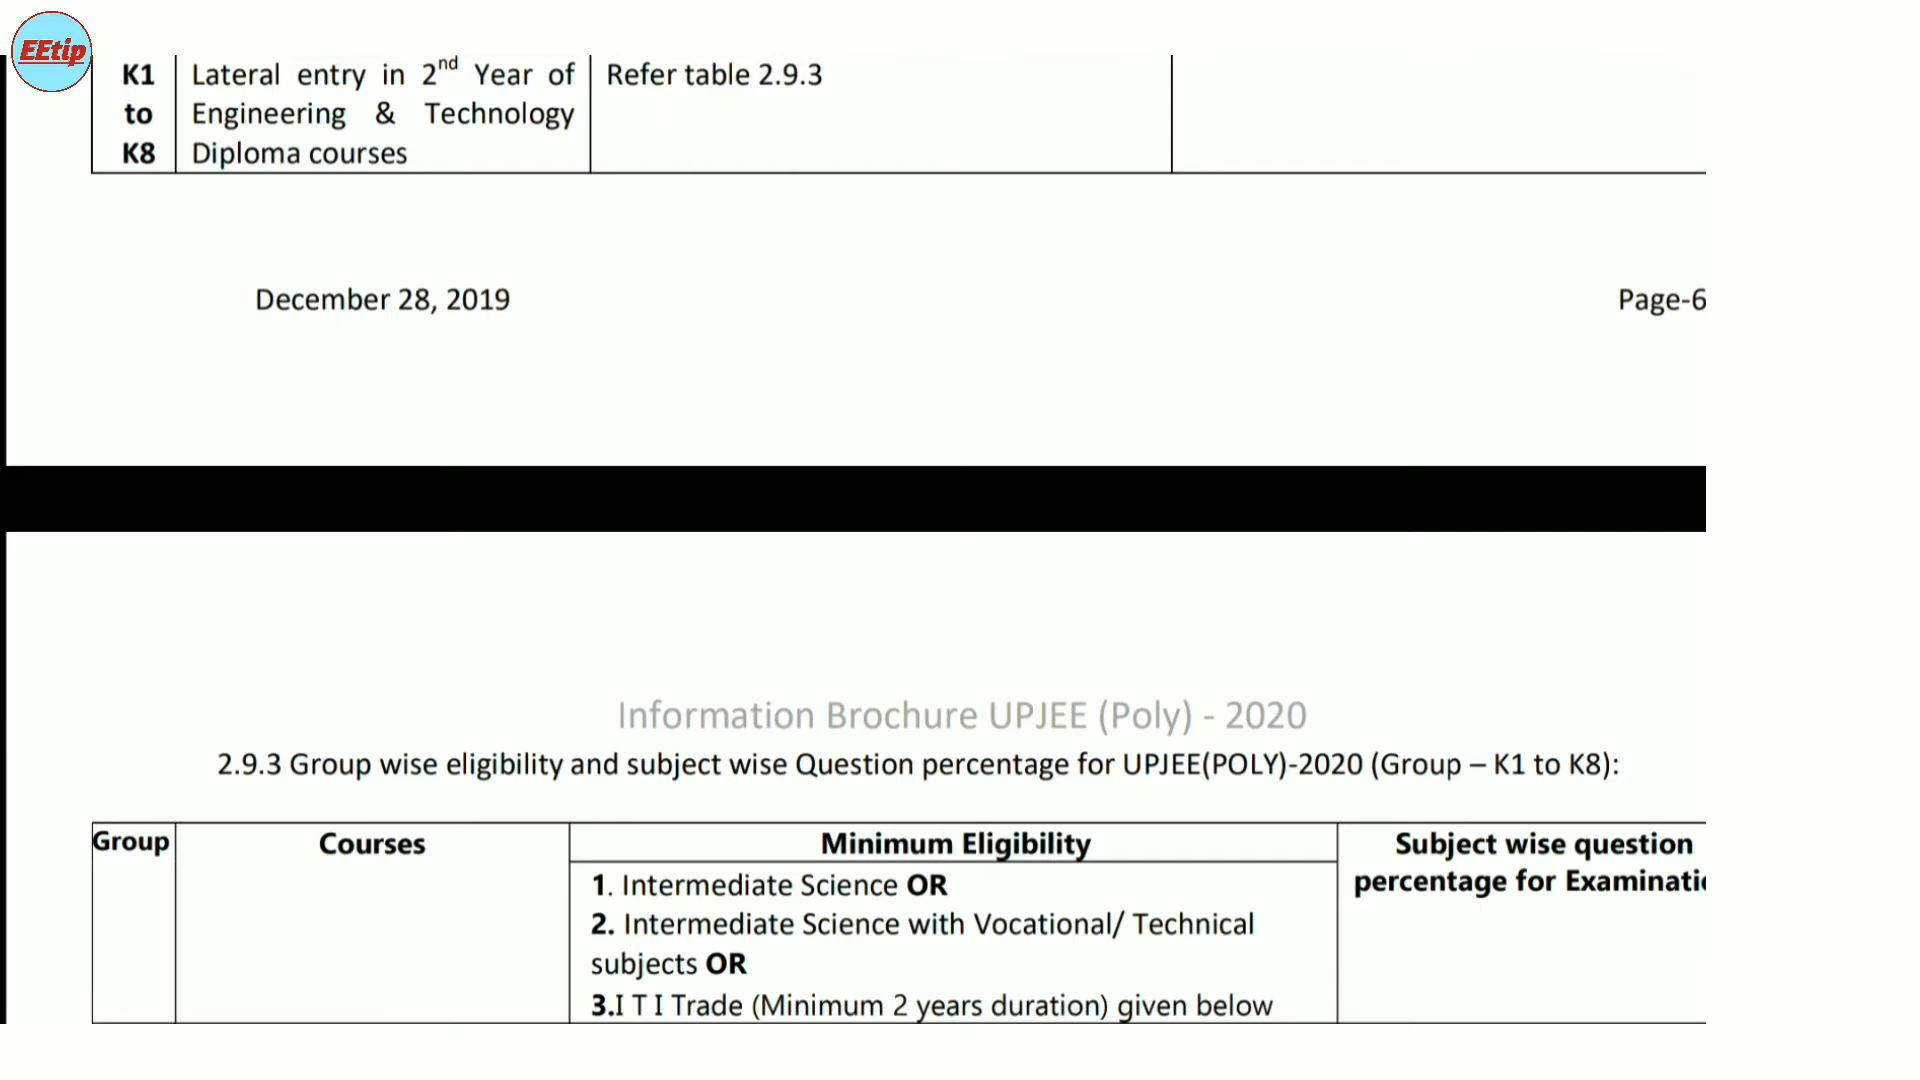 EEtip
K1
to
K8
Lateral entry in 2nd Year of
Engineering & Technology
Diploma courses
Refer table 2.9.3
December 28, 2019
Page-6
Information Brochure UPJEE (Poly) - 2020
2.9.3 Group wise eligibility and subject wise Question percentage for UPJEE(POLY)-2020 (Group – K1 to K8):
Group
Courses
Minimum Eligibility
1. Intermediate Science OR
2. Intermediate Science with Vocational/ Technical
subjects OR
3.I T I Trade (Minimum 2 years duration) given below
Subject wise question
percentage for